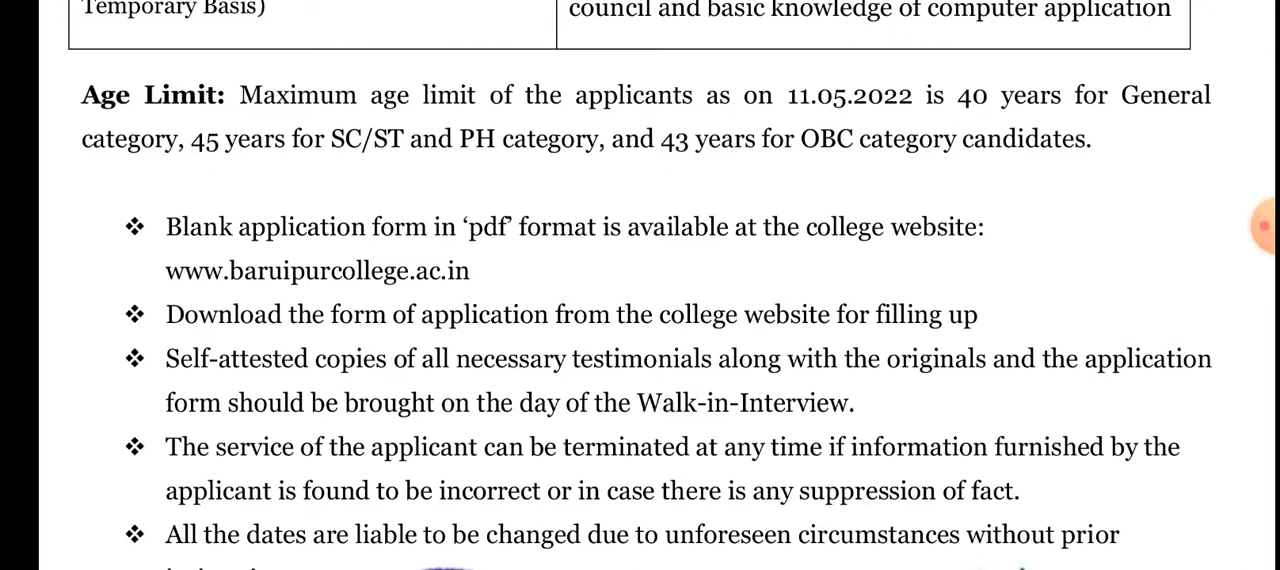 Temporary Basis)
council and basic knowledge of computer application
Age Limit: Maximum age limit of the applicants as on 11.05.2022 is 40 years for General
category, 45 years for SC/ST and PH category, and 43 years for OBC category candidates.
❖ Blank application form in ‘pdf’ format is available at the college website:
www.baruipurcollege.ac.in
❖ Download the form of application from the college website for filling up
❖ Self-attested copies of all necessary testimonials along with the originals and the application
form should be brought on the day of the Walk-in-Interview.
❖ The service of the applicant can be terminated at any time if information furnished by the
applicant is found to be incorrect or in case there is any suppression of fact.
❖ All the dates are liable to be changed due to unforeseen circumstances without prior